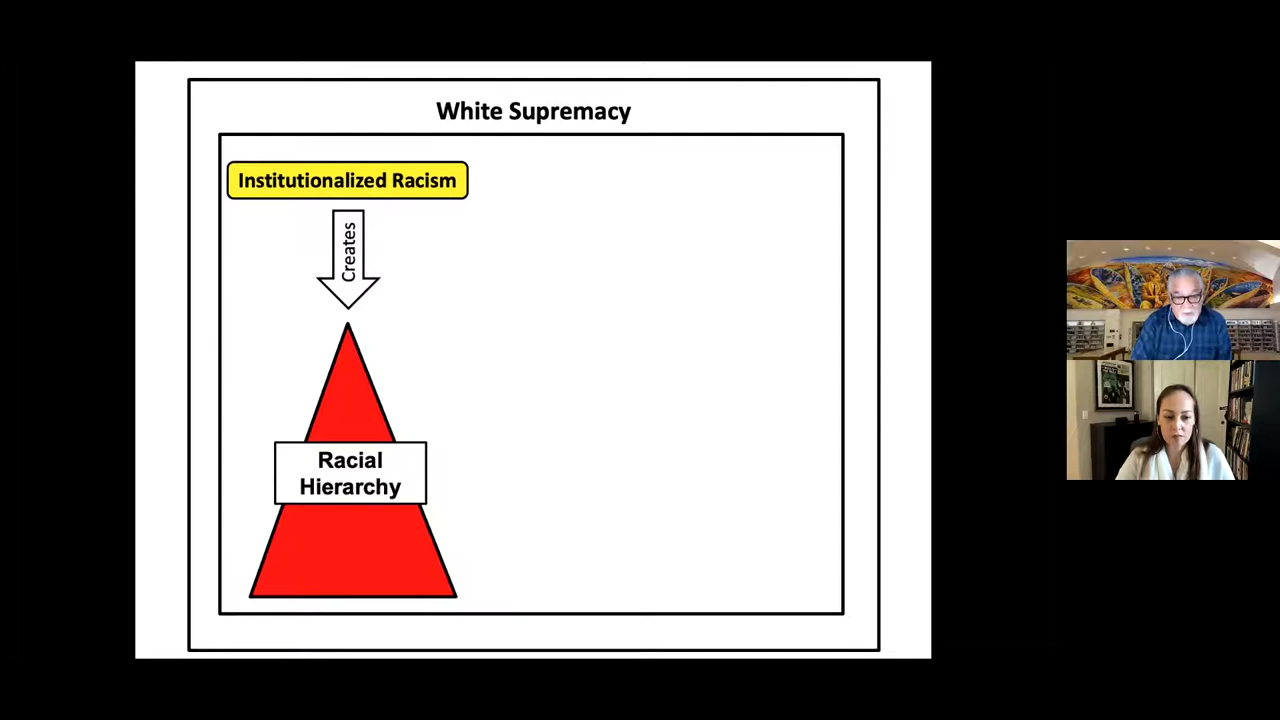 White Supremacy
Institutionalized Racism
Creates
Racial
Hierarchy